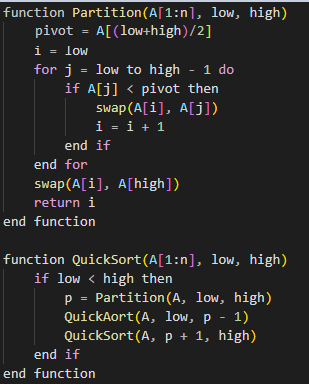 function Partition(A[1:n], low, high)
    pivot = A[(low+high)/2]
    i = low
    for j = low to high - 1 do
        if A[j] < pivot then
            swap(A[i], A[j])
            i = i + 1
        end if
    end for
    swap(A[i], A[high])
    return i
end function

function QuickSort(A[1:n], low, high)
    if low < high then
        p = Partition(A, low, high)
        QuickAort(A, low, p - 1)
        QuickSort(A, p + 1, high)
    end if
end function